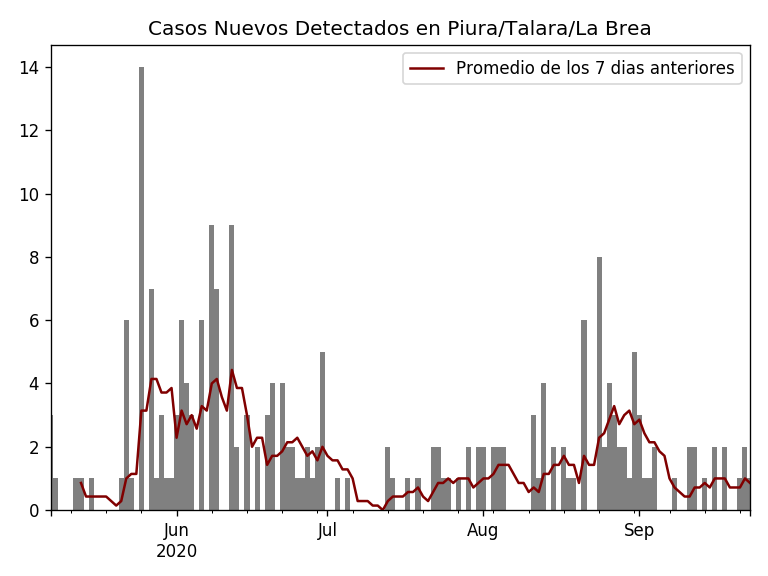 Casos Nuevos Detectados en Piura/Talara/La Brea
Promedio de los 7 dias anteriores
14
12
10
8
6
4
2
0
Jun
2020
Jul
Aug
Sep